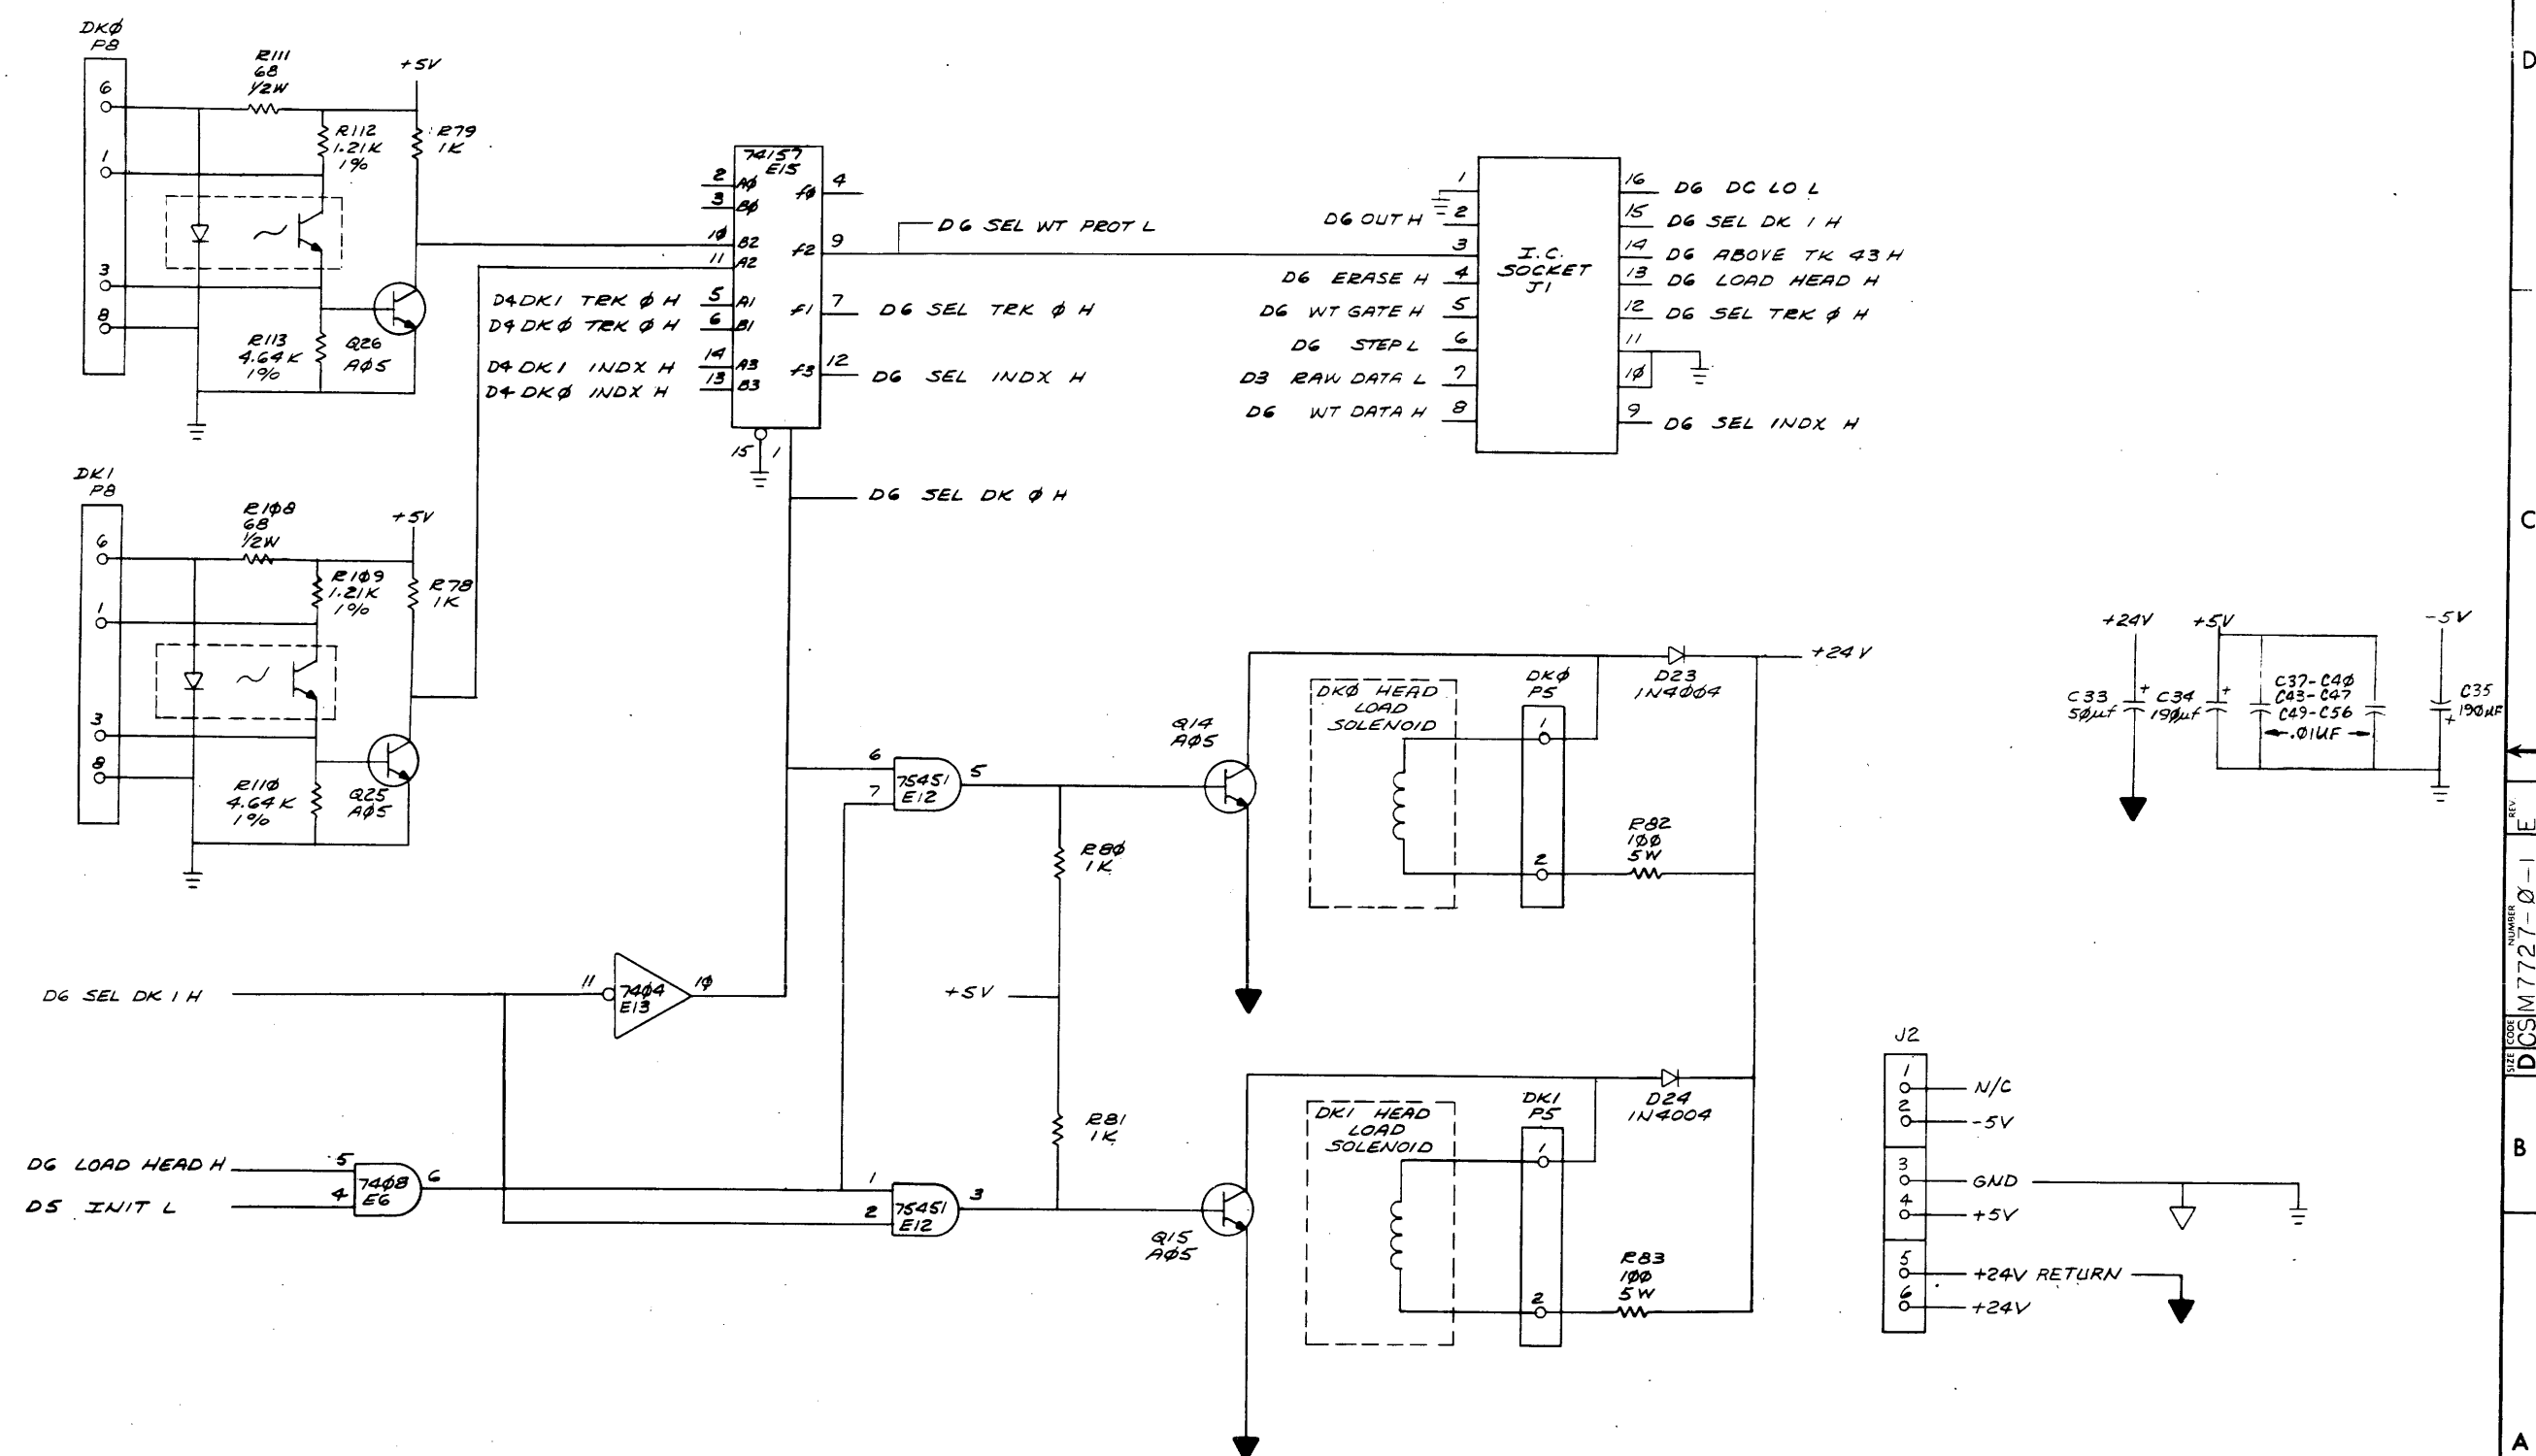 DKØ
P8
6
1
3
8
R111
68
1/2W
+5V
R112
1.21K
1%
R79
1K
R113
4.64K
1%
Q26
AØ5
DK1
P8
6
1
3
8
R1Ø8
68
1/2W
+5V
R1Ø9
1.21K
1%
R78
1K
R11Ø
4.64K
1%
Q25
AØ5
74157
E15
2 AØ
3 BØ
1Ø B2
11 A2
D4 DK1 TRK Ø H 5 A1
D4 DKØ TRK Ø H 6 B1
D4 DK1 INDX H 14 A3
D4 DKØ INDX H 13 B3
fØ 4
f2 9
D6 SEL WT PROT L
f1 7 D6 SEL TRK Ø H
f3 12 D6 SEL INDX H
15 1
D6 SEL DK Ø H
I.C.
SOCKET
J1
1
D6 OUT H 2
3
D6 ERASE H 4
D6 WT GATE H 5
D6 STEP L 6
D3 RAW DATA L 7
D6 WT DATA H 8
16 D6 DC LO L
15 D6 SEL DK 1 H
14 D6 ABOVE TK 43 H
13 D6 LOAD HEAD H
12 D6 SEL TRK Ø H
11
1Ø
9 D6 SEL INDX H
D6 SEL DK 1 H
11 74Ø4 1Ø
E13
D6 LOAD HEAD H 5
D5 INIT L 4
74Ø8 6
E6
6
7
75451 5
E12
1
2
75451 3
E12
R8Ø
1K
+5V
R81
1K
Q14
AØ5
Q15
AØ5
DKØ HEAD
LOAD
SOLENOID
DKØ
P5
1
2
D23
1N4ØØ4
+24V
R82
1ØØ
5W
DK1 HEAD
LOAD
SOLENOID
DK1
P5
1
2
D24
1N4004
R83
1ØØ
5W
+24V
C33
5Øµf
+
+5V
C34
19Øµf
+
C37-C4Ø
C43-C47
C49-C56
.Ø1UF
-5V
C35
19ØUF
+
J2
1 N/C
2 -5V
3 GND
4 +5V
5 +24V RETURN
6 +24V
D
C
B
A
SIZE CODE NUMBER REV.
D CS M7727-Ø-1 E